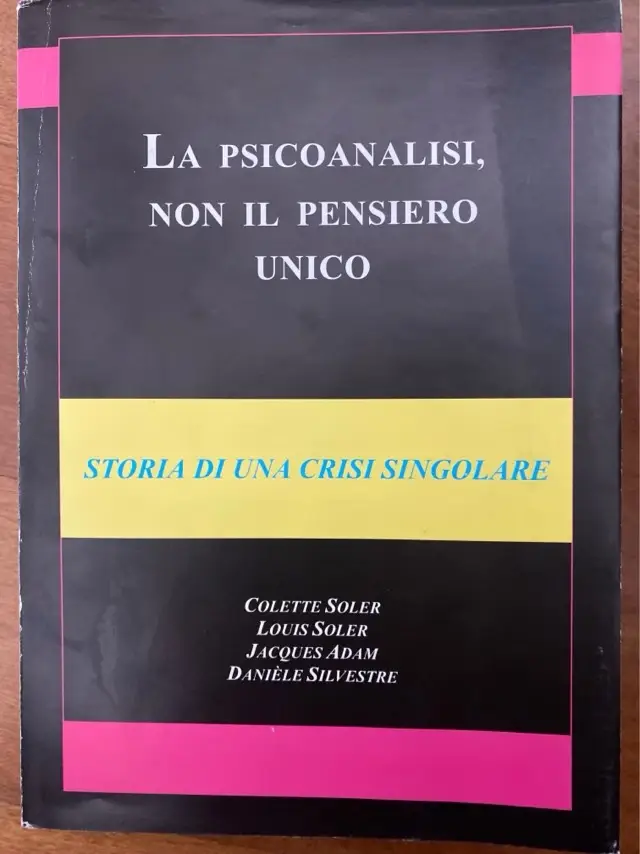 La psicoanalisi,
non il pensiero
unico
STORIA DI UNA CRISI SINGOLARE
Colette Soler
Louis Soler
Jacques Adam
Danièle Silvestre